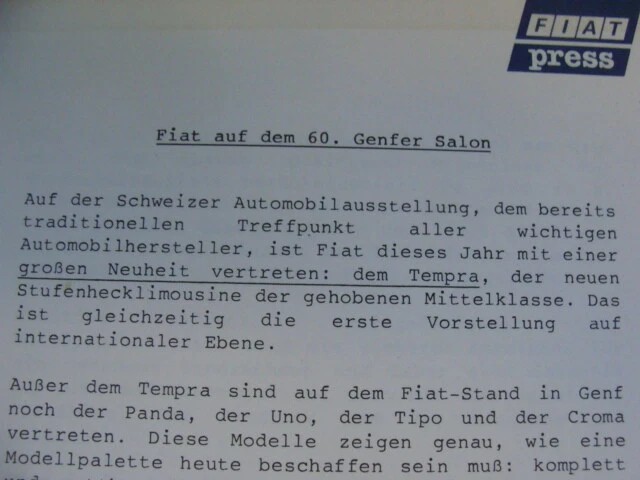 FIAT
press
Fiat auf dem 60. Genfer Salon
Auf der Schweizer Automobilausstellung, dem bereits
traditionellen Treffpunkt aller wichtigen
Automobilhersteller, ist Fiat dieses Jahr mit einer
großen Neuheit vertreten: dem Tempra, der neuen
Stufenhecklimousine der gehobenen Mittelklasse. Das
ist gleichzeitig die erste Vorstellung auf
internationaler Ebene.
Außer dem Tempra sind auf dem Fiat-Stand in Genf
noch der Panda, der Uno, der Tipo und der Croma
vertreten. Diese Modelle zeigen genau, wie eine
Modellpalette heute beschaffen sein muß: komplett